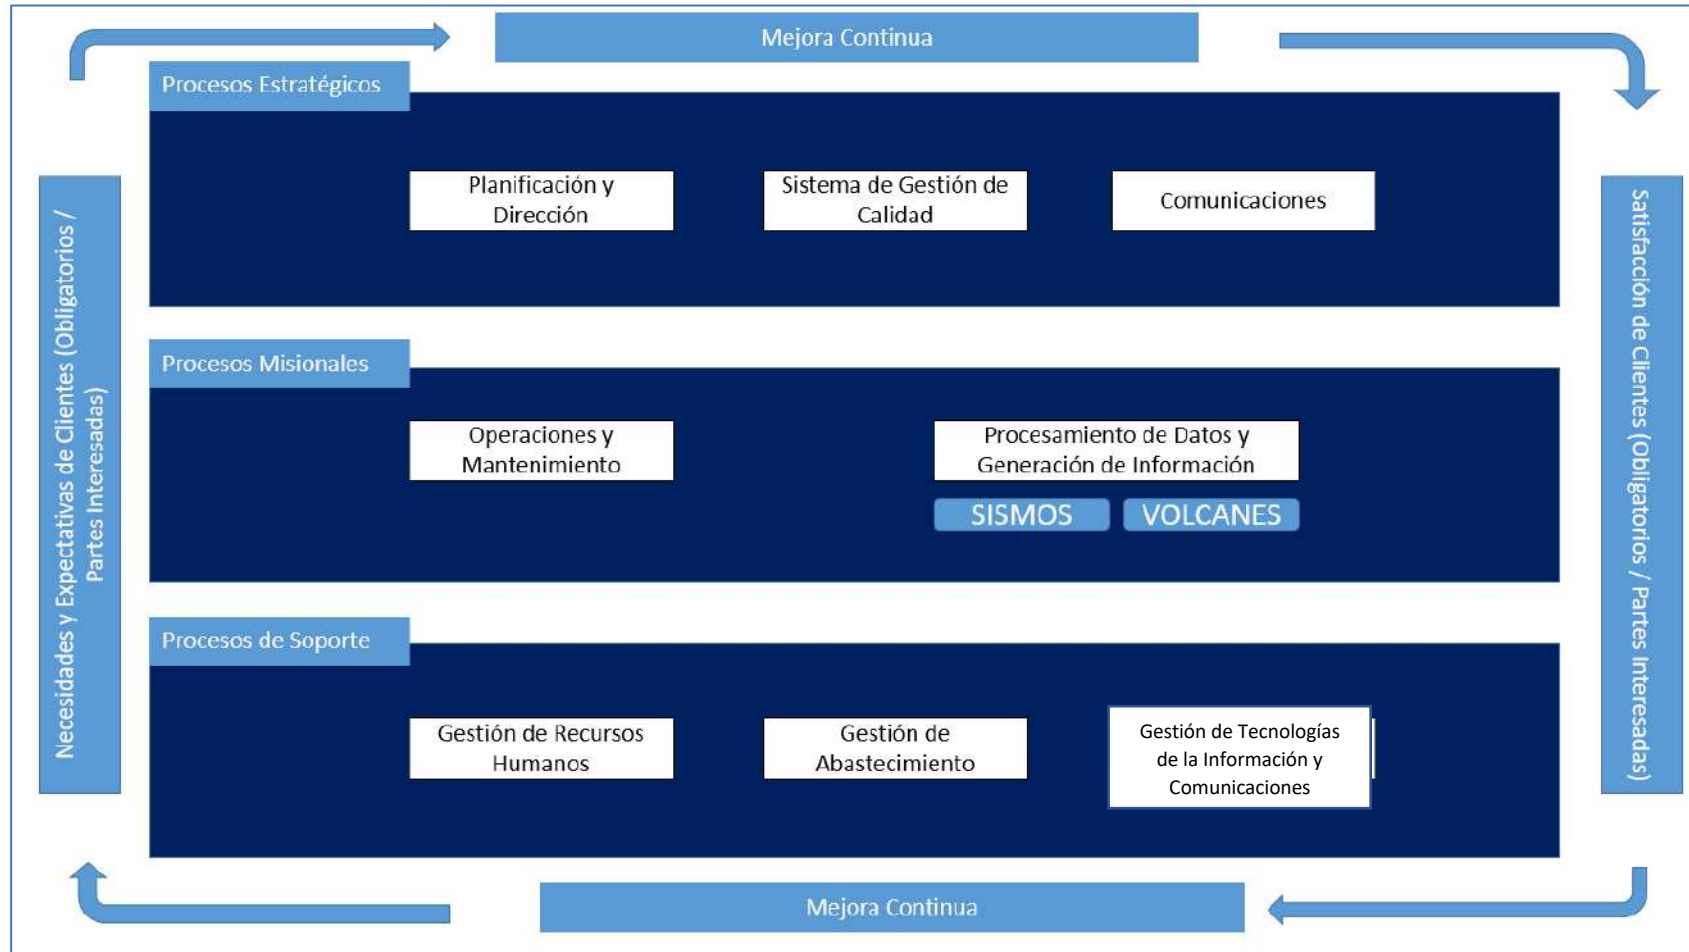 Mejora Continua
Procesos Estratégicos
Planificación y
Dirección
Sistema de Gestión de
Calidad
Comunicaciones
Necesidades y Expectativas de Clientes (Obligatorios /
Partes Interesadas)
Satisfacción de Clientes (Obligatorios / Partes Interesadas)
Procesos Misionales
Operaciones y
Mantenimiento
Procesamiento de Datos y
Generación de Información
SISMOS
VOLCANES
Procesos de Soporte
Gestión de Recursos
Humanos
Gestión de
Abastecimiento
Gestión de Tecnologías
de la Información y
Comunicaciones
Mejora Continua